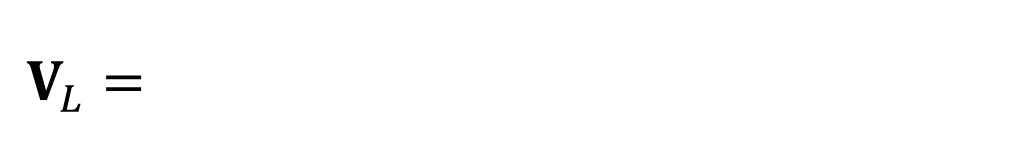 𝐕_L =